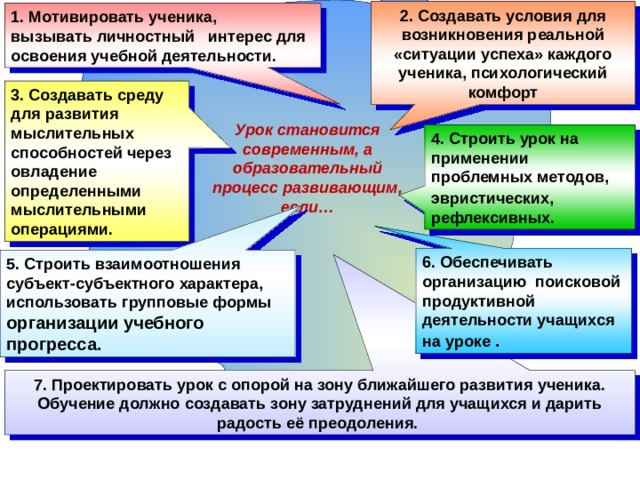 1. Мотивировать ученика,
вызывать личностный интерес для
освоения учебной деятельности.
2. Создавать условия для
возникновения реальной
«ситуации успеха» каждого
ученика, психологический
комфорт
3. Создавать среду
для развития
мыслительных
способностей через
овладение
определенными
мыслительными
операциями.
Урок становится
современным, а
образовательный
процесс развивающим,
если…
4. Строить урок на
применении
проблемных методов,
эвристических,
рефлексивных.
5. Строить взаимоотношения
субъект-субъектного характера,
использовать групповые формы
организации учебного
прогресса.
6. Обеспечивать
организацию поисковой
продуктивной
деятельности учащихся
на уроке .
7. Проектировать урок с опорой на зону ближайшего развития ученика.
Обучение должно создавать зону затруднений для учащихся и дарить
радость её преодоления.